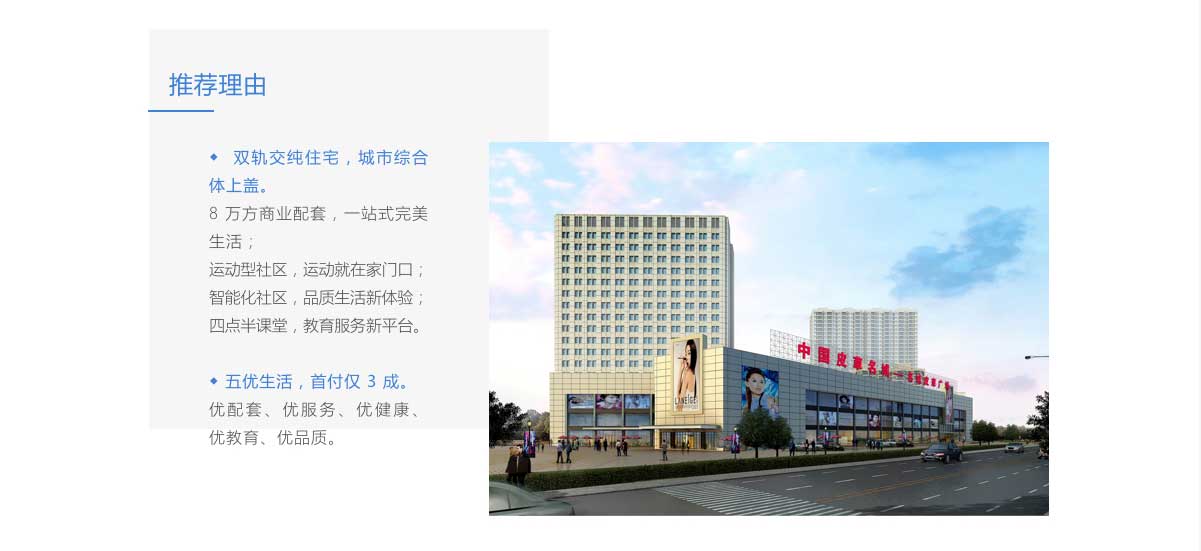 推荐理由
◆ 双轨交纯住宅，城市综合
体上盖。
8 万方商业配套，一站式完美
生活；
运动型社区，运动就在家门口；
智能化社区，品质生活新体验；
四点半课堂，教育服务新平台。
◆ 五优生活，首付仅 3 成。
优配套、优服务、优健康、
优教育、优品质。
中国皮草名城
LANEIGE